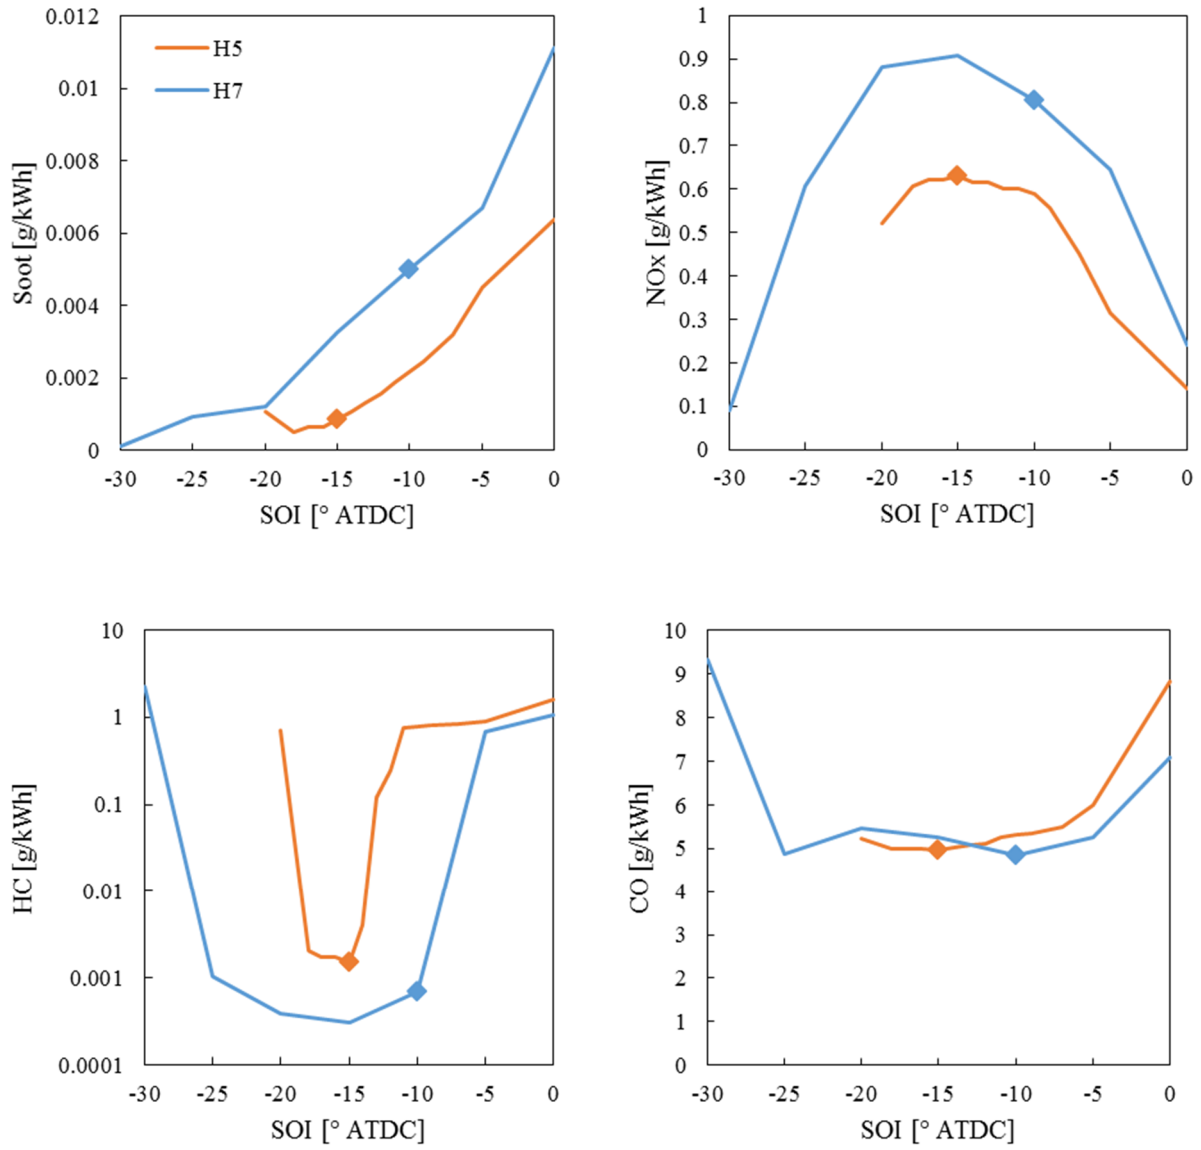 0.012
0.01
0.008
0.006
0.004
0.002
0
H5
H7
Soot [g/kWh]
-30 -25 -20 -15 -10 -5 0
SOI [° ATDC]
1
0.9
0.8
0.7
0.6
0.5
0.4
0.3
0.2
0.1
0
NOx [g/kWh]
-30 -25 -20 -15 -10 -5 0
SOI [° ATDC]
10
1
0.1
0.01
0.001
0.0001
HC [g/kWh]
-30 -25 -20 -15 -10 -5 0
SOI [° ATDC]
10
9
8
7
6
5
4
3
2
1
0
CO [g/kWh]
-30 -25 -20 -15 -10 -5 0
SOI [° ATDC]